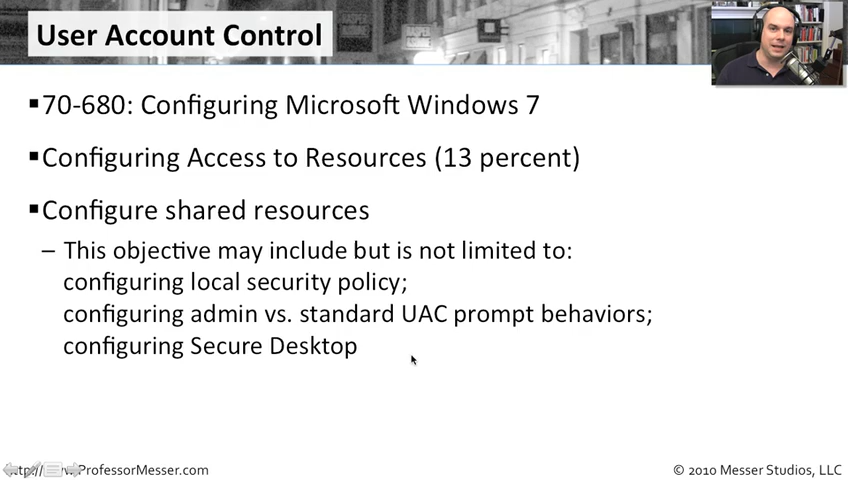 User Account Control
▪70-680: Configuring Microsoft Windows 7
▪Configuring Access to Resources (13 percent)
▪Configure shared resources
– This objective may include but is not limited to:
configuring local security policy;
configuring admin vs. standard UAC prompt behaviors;
configuring Secure Desktop
ProfessorMesser.com
© 2010 Messer Studios, LLC